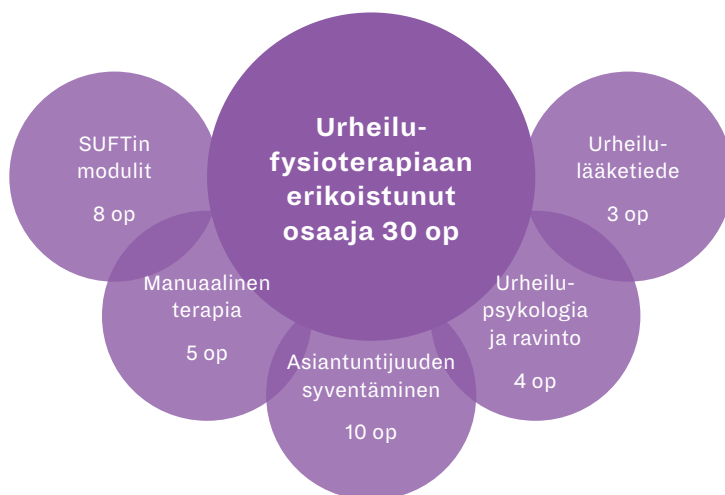 Urheilu-
fysioterapiaan
erikoistunut
osaaja 30 op
SUFTin
modulit
8 op
Manuaalinen
terapia
5 op
Asiantuntijuuden
syventäminen
10 op
Urheilu-
psykologia
ja ravinto
4 op
Urheilu-
lääketiede
3 op